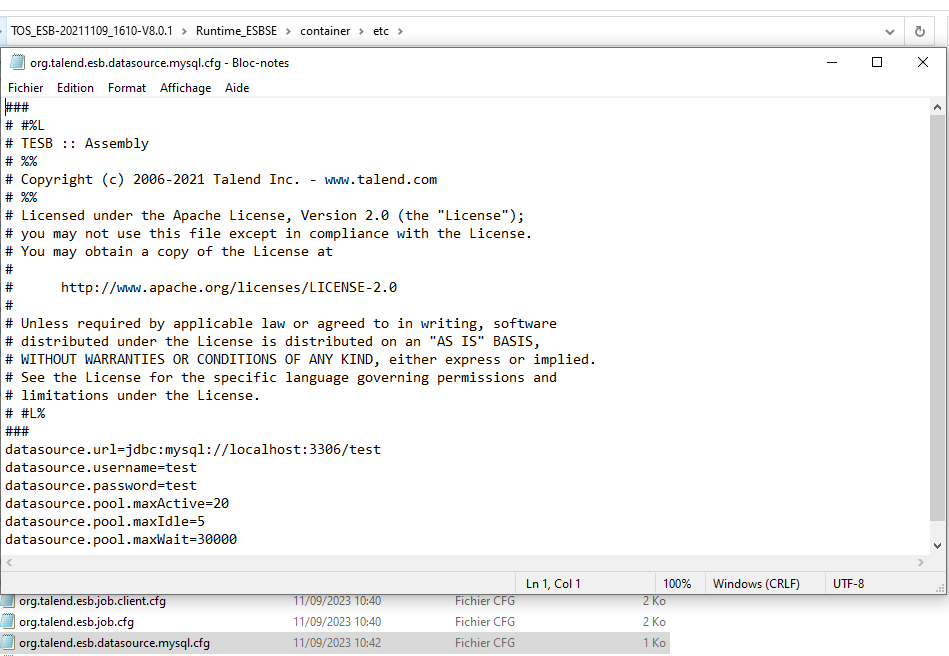 TOS_ESB-20211109_1610-V8.0.1 > Runtime_ESBSE > container > etc >
org.talend.esb.datasource.mysql.cfg - Bloc-notes
Fichier Edition Format Affichage Aide
###
# #%L
# TESB :: Assembly
# %%
# Copyright (c) 2006-2021 Talend Inc. - www.talend.com
# %%
# Licensed under the Apache License, Version 2.0 (the "License");
# you may not use this file except in compliance with the License.
# You may obtain a copy of the License at
#
#      http://www.apache.org/licenses/LICENSE-2.0
#
# Unless required by applicable law or agreed to in writing, software
# distributed under the License is distributed on an "AS IS" BASIS,
# WITHOUT WARRANTIES OR CONDITIONS OF ANY KIND, either express or implied.
# See the License for the specific language governing permissions and
# limitations under the License.
# #L%
###
datasource.url=jdbc:mysql://localhost:3306/test
datasource.username=test
datasource.password=test
datasource.pool.maxActive=20
datasource.pool.maxIdle=5
datasource.pool.maxWait=30000
Ln 1, Col 1 100% Windows (CRLF) UTF-8
org.talend.esb.job.client.cfg 11/09/2023 10:40 Fichier CFG 2 Ko
org.talend.esb.job.cfg 11/09/2023 10:40 Fichier CFG 2 Ko
org.talend.esb.datasource.mysql.cfg 11/09/2023 10:42 Fichier CFG 1 Ko